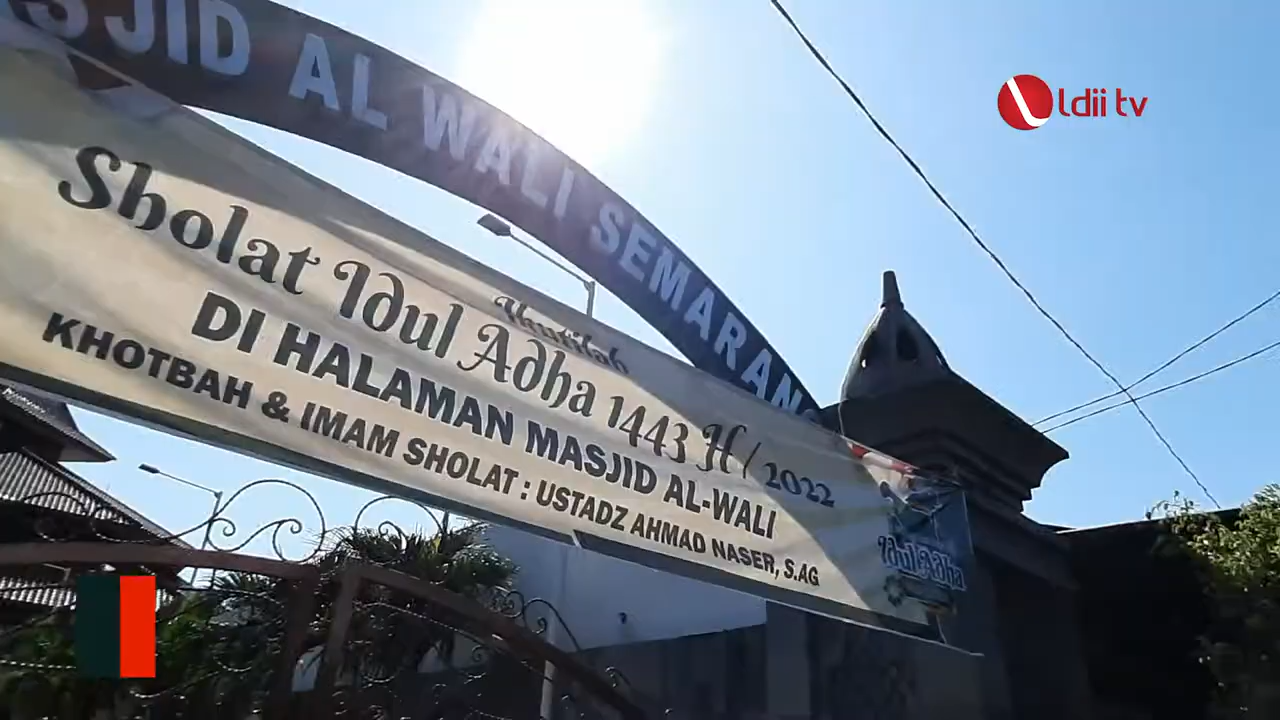 MASJID AL WALI SEMARANG
Ikutilah
Sholat Idul Adha 1443 H / 2022
DI HALAMAN MASJID AL-WALI
KHOTBAH & IMAM SHOLAT : USTADZ AHMAD NASER, S.AG
Idul Adha
ldii tv